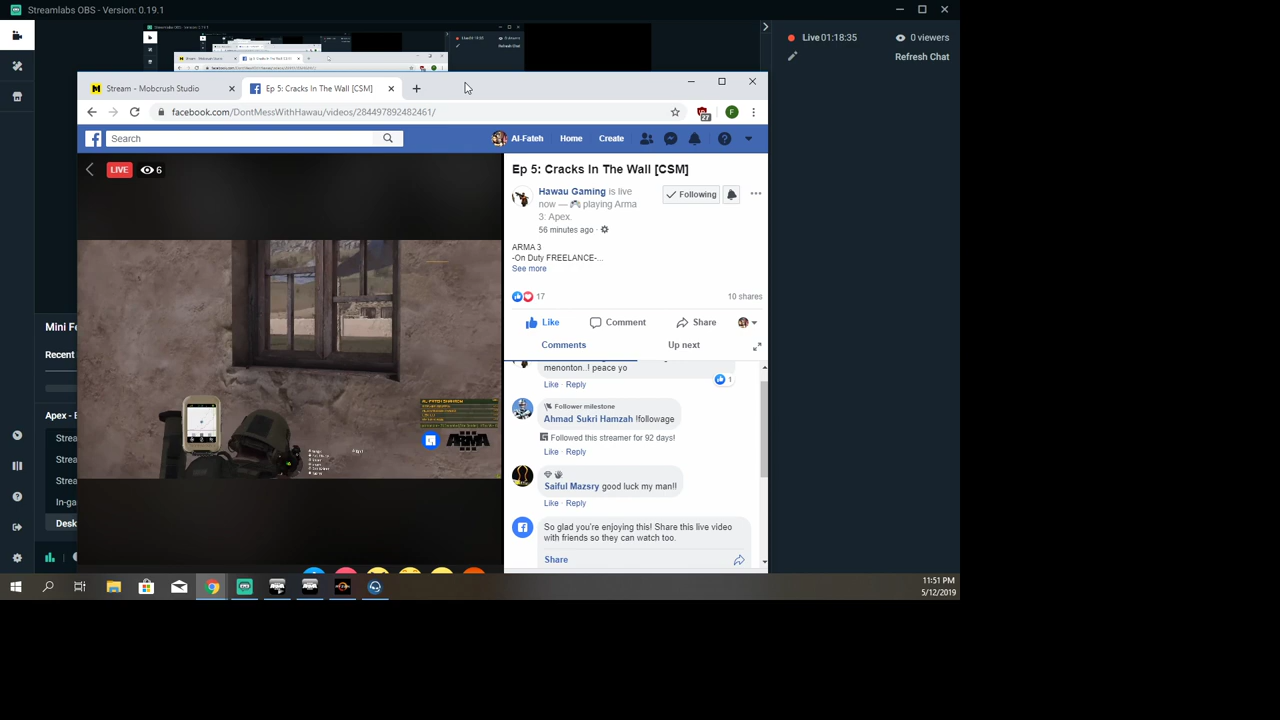 Streamlabs OBS - Version: 0.19.1
Live 01:18:35
0 viewers
Refresh Chat
Stream - Mobcrush Studio
Ep 5: Cracks In The Wall [CSM]
facebook.com/DontMessWithHawau/videos/284497892482461/
27
F
Search
Al-Fateh
Home
Create
LIVE
6
Ep 5: Cracks In The Wall [CSM]
Hawau Gaming is live
now — 🎮 playing Arma
3: Apex.
56 minutes ago
Following
ARMA 3
-On Duty FREELANCE-...
See more
17
10 shares
Like
Comment
Share
Comments
Up next
menonton..! peace yo
1
Like · Reply
Follower milestone
Ahmad Sukri Hamzah !followage
Followed this streamer for 92 days!
Like · Reply
Saiful Mazsry good luck my man!!
Like · Reply
So glad you're enjoying this! Share this live video
with friends so they can watch too.
Share
ARMA
Mini Fe
Recent
Apex - E
Strea
Strea
Strea
In-ga
Desk
11:51 PM
5/12/2019